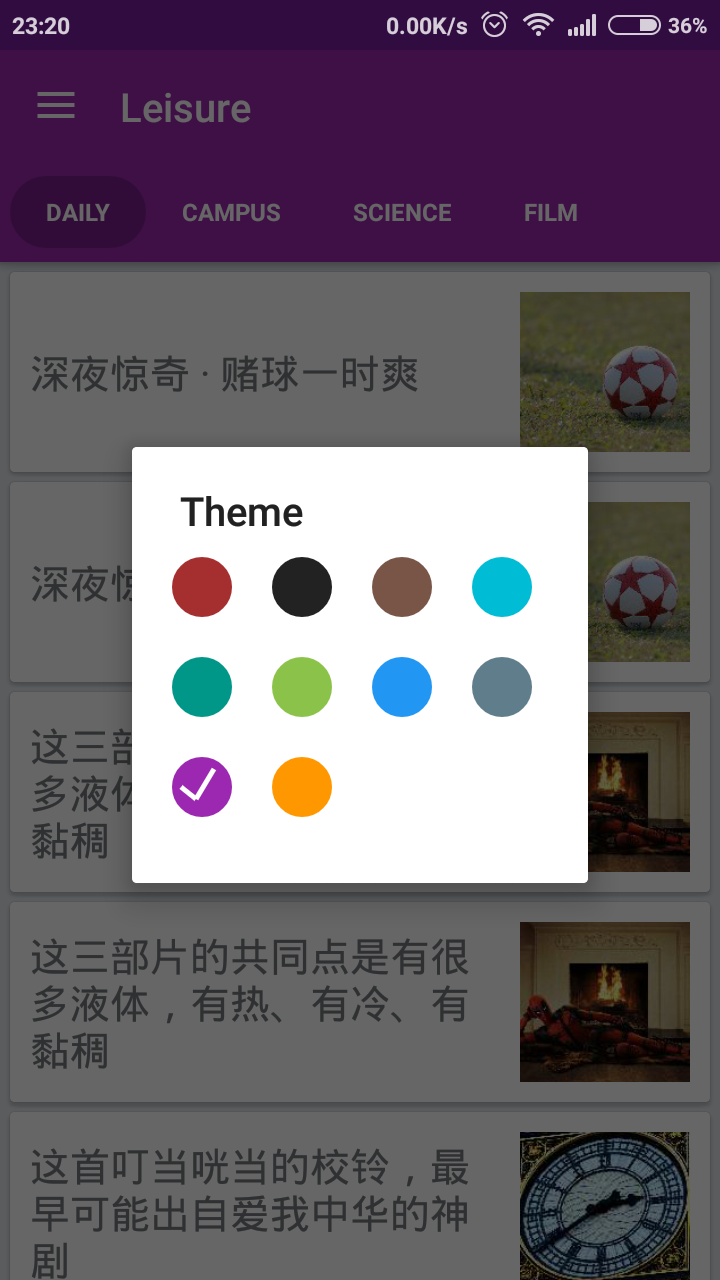 23:20
0.00K/s
36%
Leisure
DAILY
CAMPUS
SCIENCE
FILM
深夜惊奇 · 赌球一时爽
深夜惊
Theme
这三部
多液体
黏稠
这三部片的共同点是有很
多液体，有热、有冷、有
黏稠
这首叮当咣当的校铃，最
早可能出自爱我中华的神
剧